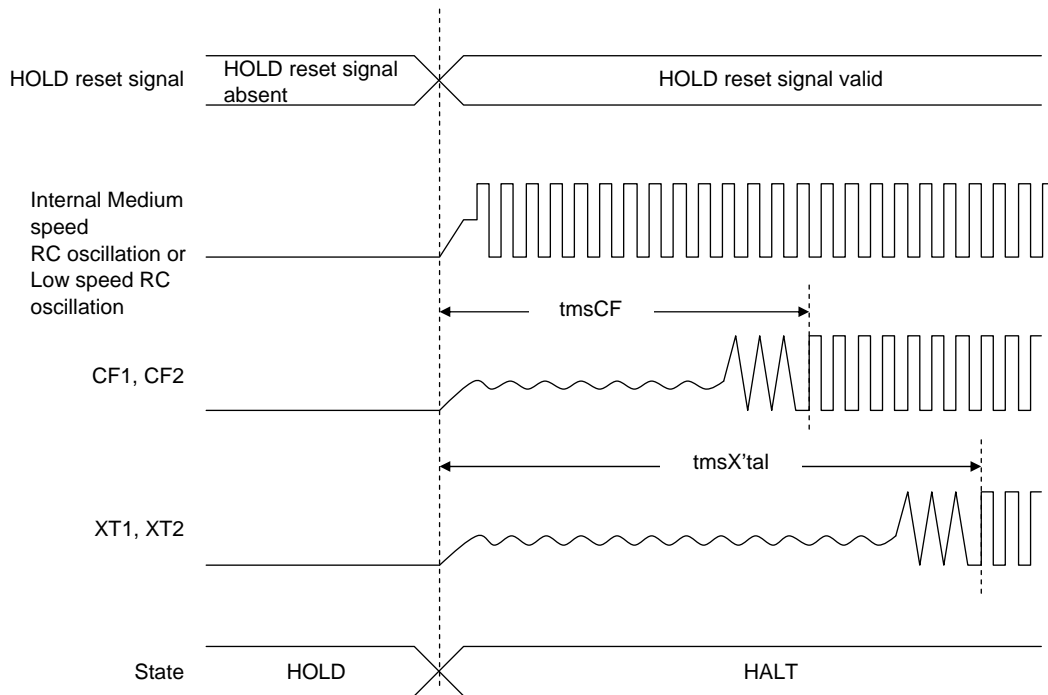 HOLD reset signal
HOLD reset signal
absent
HOLD reset signal valid
Internal Medium
speed
RC oscillation or
Low speed RC
oscillation
tmsCF
CF1, CF2
tmsX'tal
XT1, XT2
State
HOLD
HALT